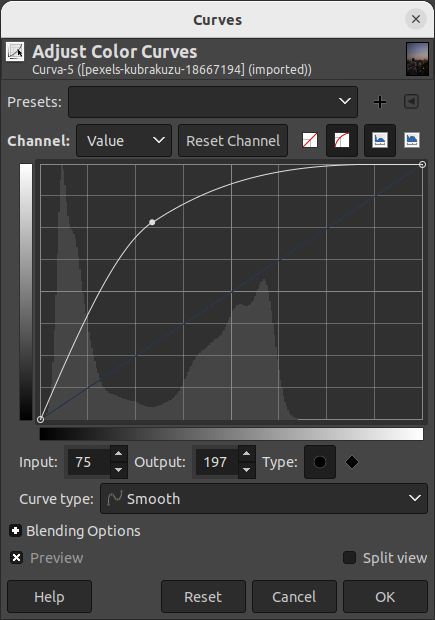 Curves
Adjust Color Curves
Curva-5 ([pexels-kubrakuzu-18667194] (imported))
Presets:
Channel: Value Reset Channel
Input: 75 Output: 197 Type:
Curve type: Smooth
Blending Options
Preview Split view
Help Reset Cancel OK